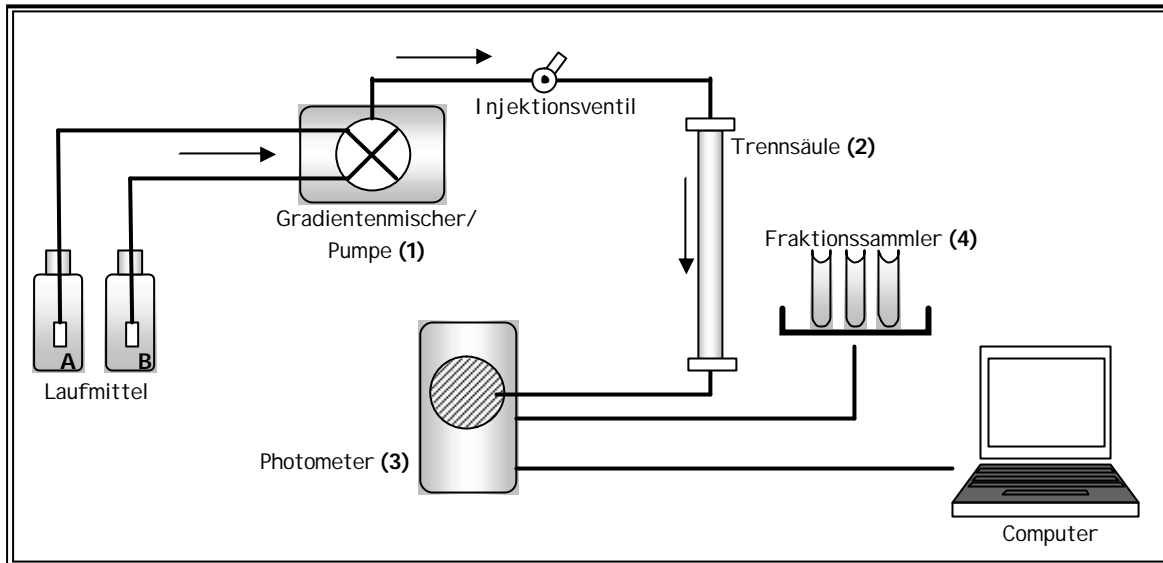 Injektionsventil
Trennsäule (2)
Gradientenmischer/
Pumpe (1)
Fraktionssammler (4)
A
B
Laufmittel
Photometer (3)
Computer